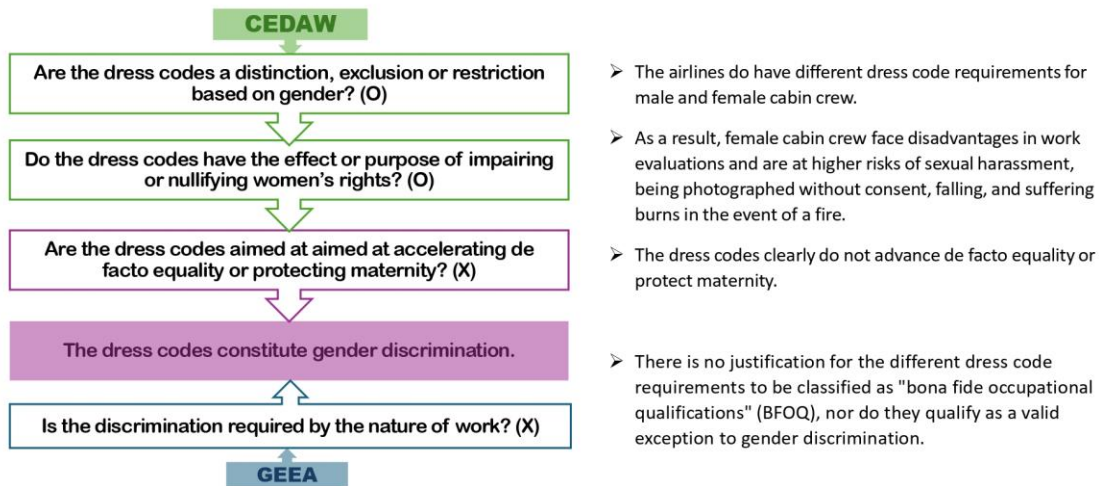 CEDAW
Are the dress codes a distinction, exclusion or restriction
based on gender? (O)
Do the dress codes have the effect or purpose of impairing
or nullifying women's rights? (O)
Are the dress codes aimed at aimed at accelerating de
facto equality or protecting maternity? (X)
The dress codes constitute gender discrimination.
Is the discrimination required by the nature of work? (X)
GEEA
➢ The airlines do have different dress code requirements for
male and female cabin crew.
➢ As a result, female cabin crew face disadvantages in work
evaluations and are at higher risks of sexual harassment,
being photographed without consent, falling, and suffering
burns in the event of a fire.
➢ The dress codes clearly do not advance de facto equality or
protect maternity.
➢ There is no justification for the different dress code
requirements to be classified as "bona fide occupational
qualifications" (BFOQ), nor do they qualify as a valid
exception to gender discrimination.